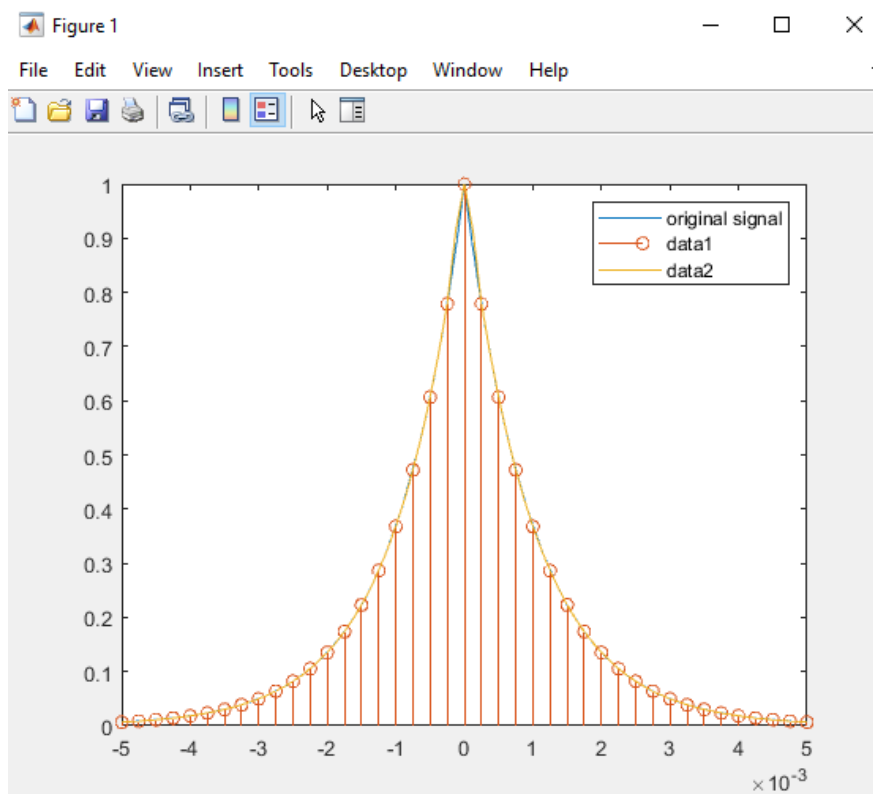 Figure 1
File Edit View Insert Tools Desktop Window Help
original signal
data1
data2
1
0.9
0.8
0.7
0.6
0.5
0.4
0.3
0.2
0.1
0
-5 -4 -3 -2 -1 0 1 2 3 4 5
×10⁻³